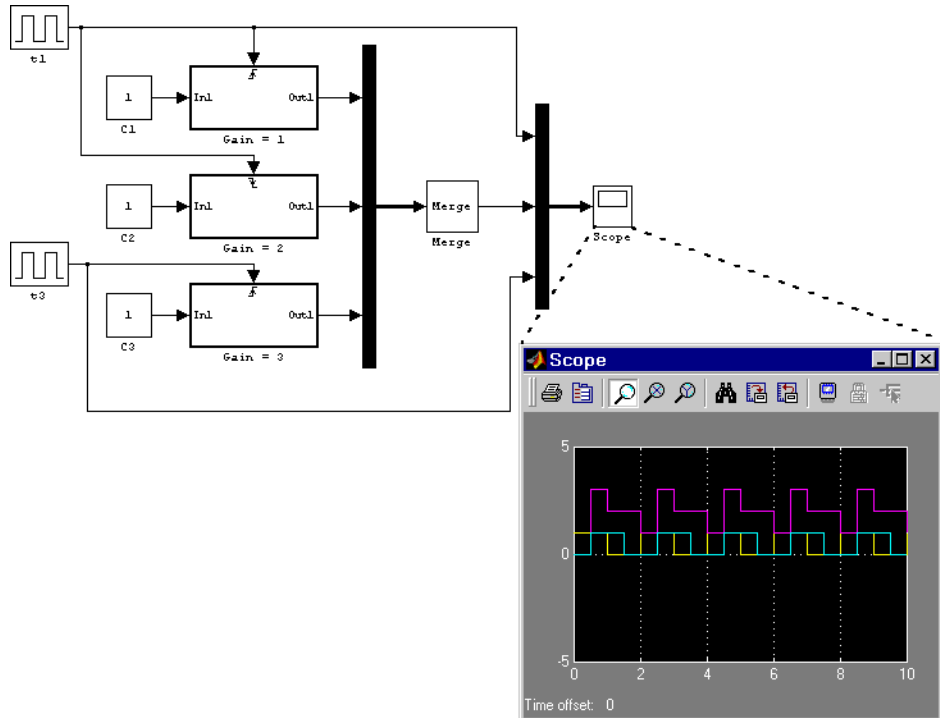 t1
1
In1
Out1
C1
Gain = 1
1
In1
Out1
Merge
C2
Gain = 2
Merge
Scope
t3
1
In1
Out1
C3
Gain = 3
Scope
5
0
-5
0
2
4
6
8
10
Time offset: 0